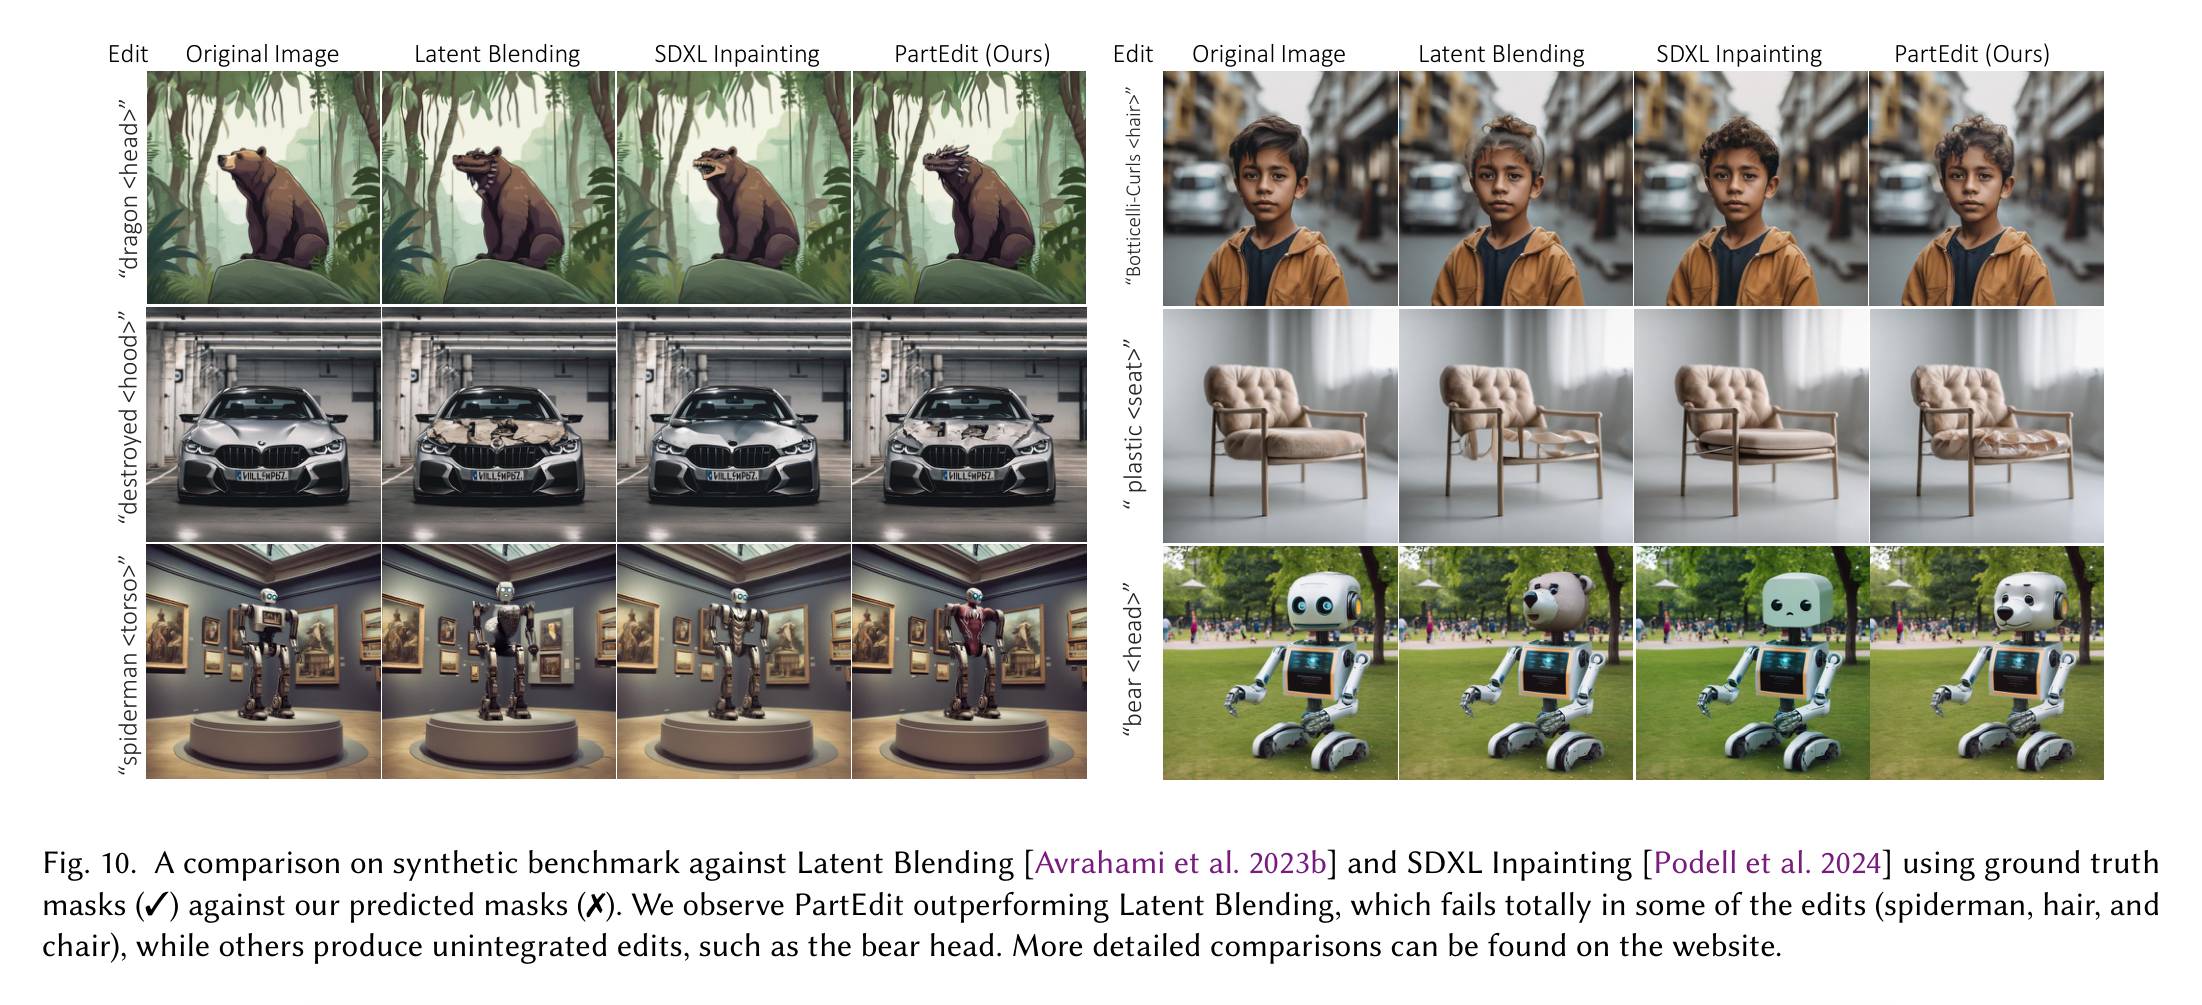 Edit Original Image Latent Blending SDXL Inpainting PartEdit (Ours)
“dragon <head>”
“destroyed <hood>”
“spiderman <torso>”
Edit Original Image Latent Blending SDXL Inpainting PartEdit (Ours)
“Botticelli-Curls <hair>”
“ plastic <seat>”
“bear <head>”
Fig. 10. A comparison on synthetic benchmark against Latent Blending [Avrahami et al. 2023b] and SDXL Inpainting [Podell et al. 2024] using ground truth
masks (✓) against our predicted masks (✗). We observe PartEdit outperforming Latent Blending, which fails totally in some of the edits (spiderman, hair, and
chair), while others produce unintegrated edits, such as the bear head. More detailed comparisons can be found on the website.